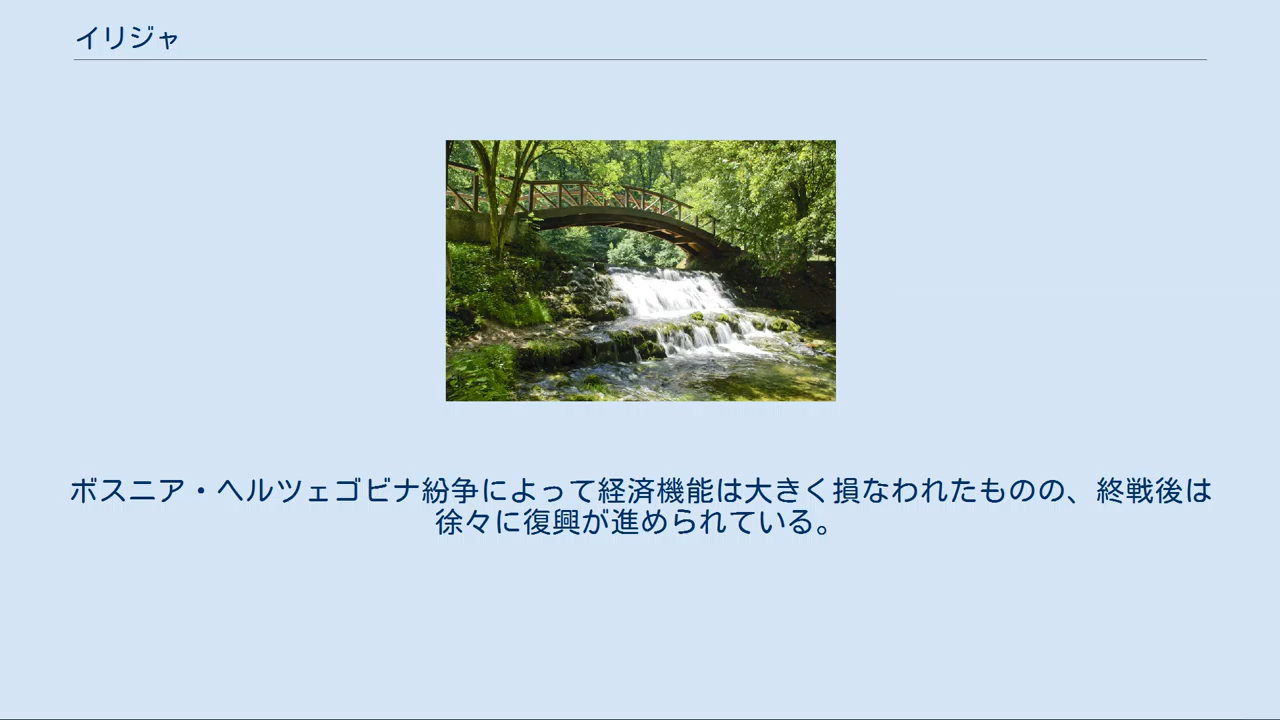 イリジャ
ボスニア・ヘルツェゴビナ紛争によって経済機能は大きく損なわれたものの、終戦後は
徐々に復興が進められている。